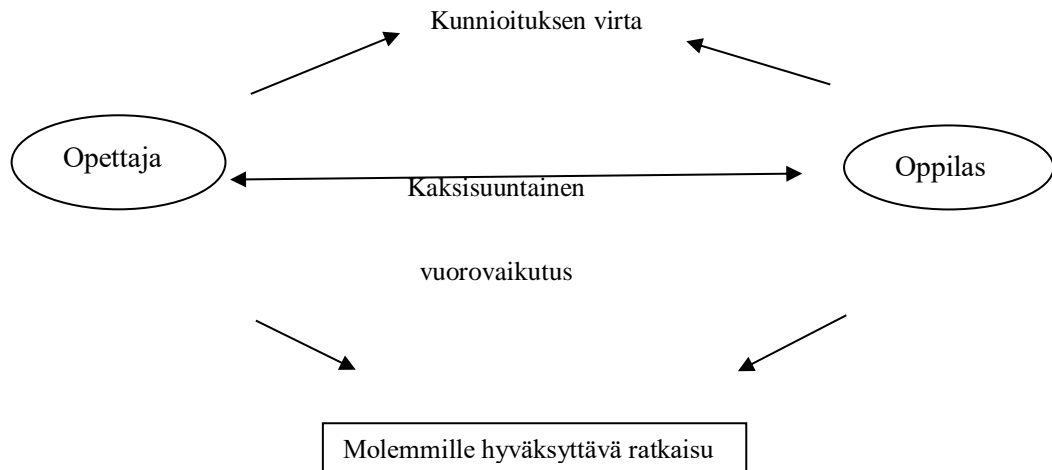 Kunnioituksen virta
Opettaja
Oppilas
Kaksisuuntainen
vuorovaikutus
Molemmille hyväksyttävä ratkaisu